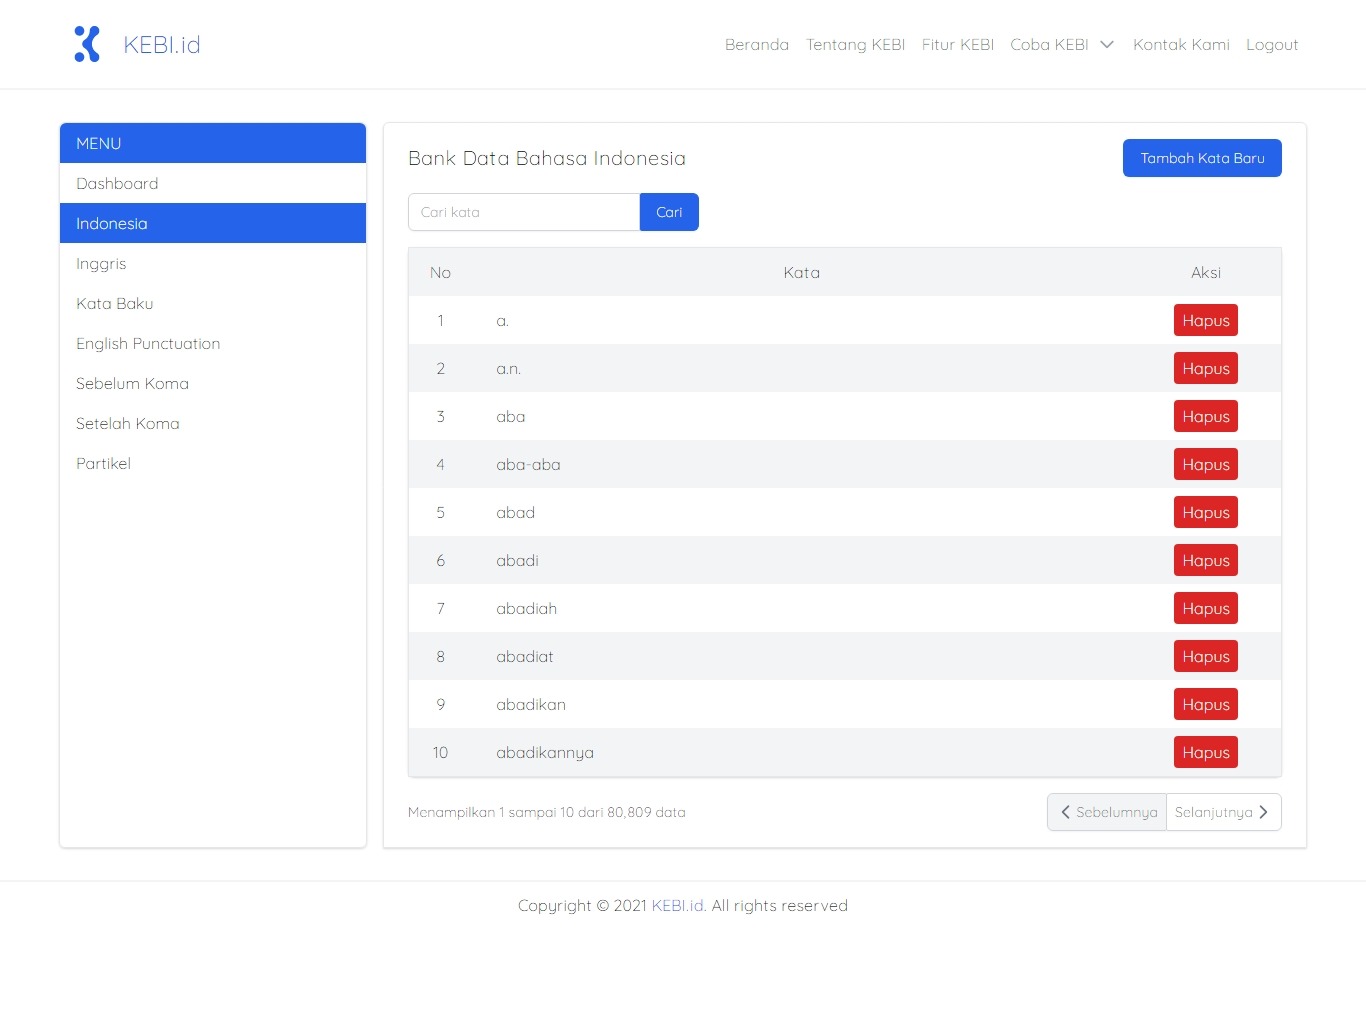 KEBI.id
Beranda Tentang KEBI Fitur KEBI Coba KEBI Kontak Kami Logout
MENU
Dashboard
Indonesia
Inggris
Kata Baku
English Punctuation
Sebelum Koma
Setelah Koma
Partikel
Bank Data Bahasa Indonesia
Tambah Kata Baru
Cari kata Cari
No Kata Aksi
1 a. Hapus
2 a.n. Hapus
3 aba Hapus
4 aba-aba Hapus
5 abad Hapus
6 abadi Hapus
7 abadiah Hapus
8 abadiat Hapus
9 abadikan Hapus
10 abadikannya Hapus
Menampilkan 1 sampai 10 dari 80,809 data
Sebelumnya Selanjutnya
Copyright © 2021 KEBI.id. All rights reserved